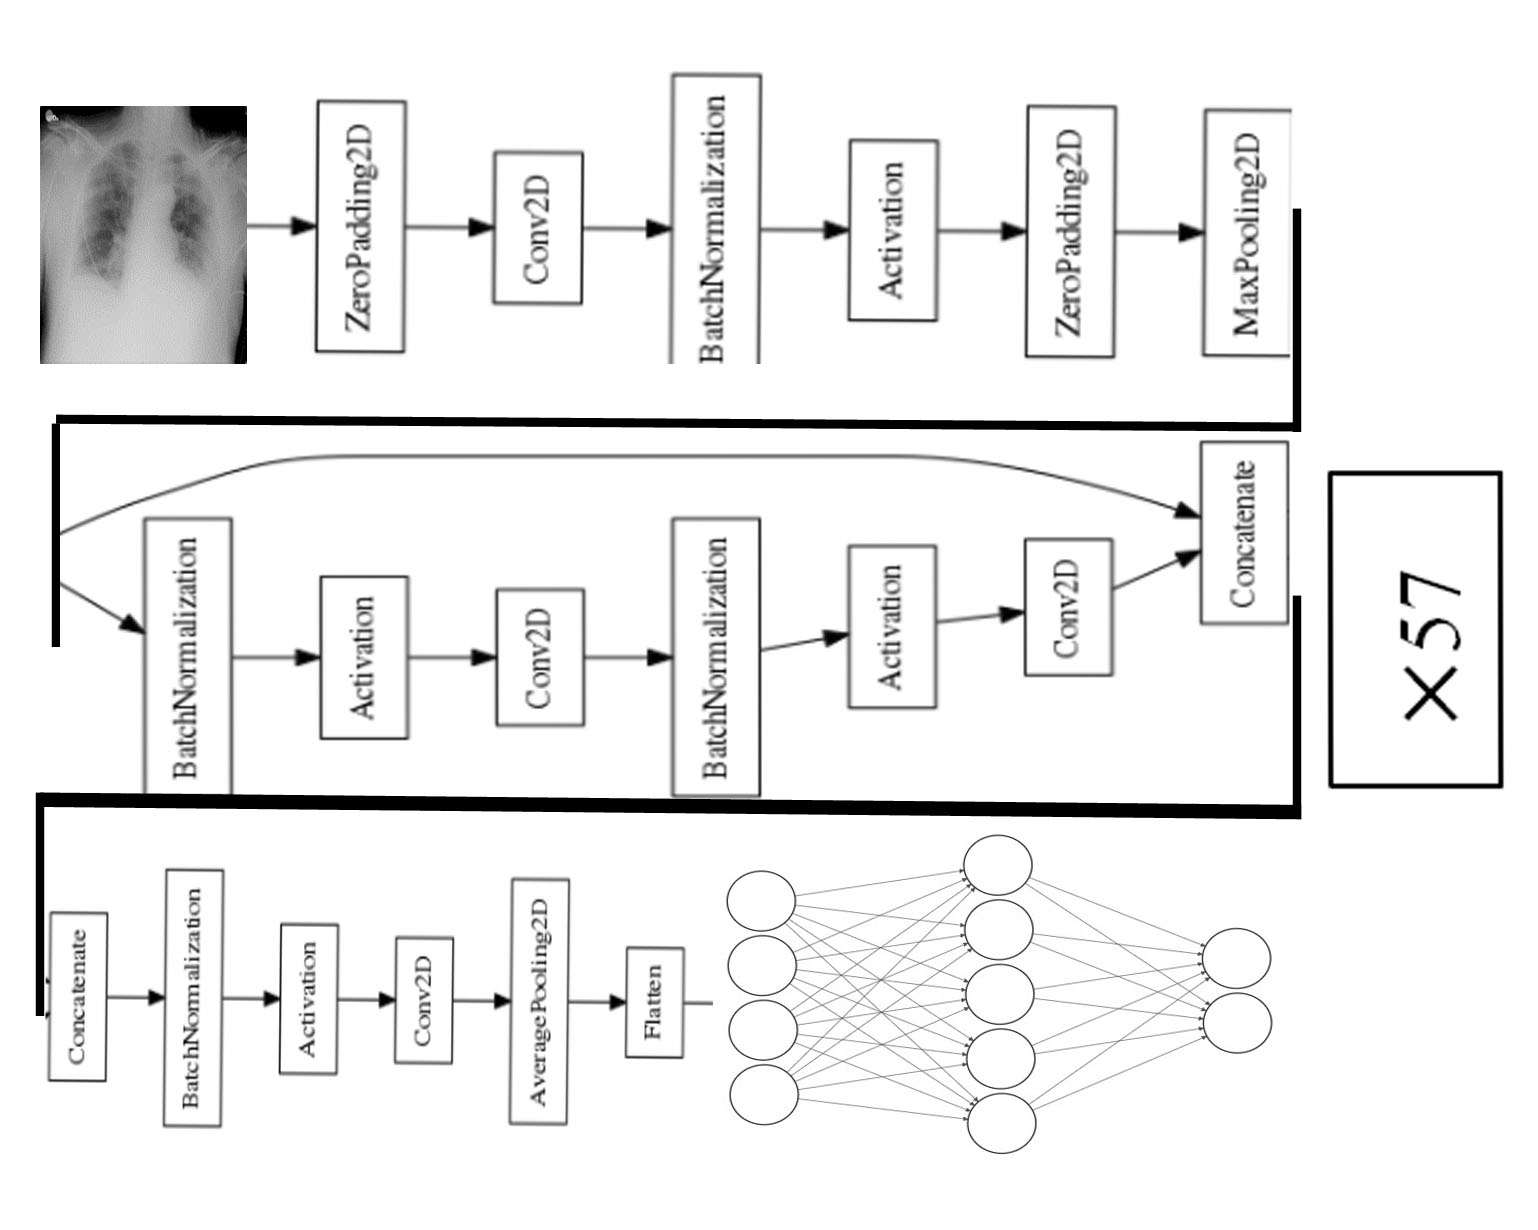 ZeroPadding2D
Conv2D
BatchNormalization
Activation
ZeroPadding2D
MaxPooling2D
BatchNormalization
Activation
Conv2D
BatchNormalization
Activation
Conv2D
Concatenate
×57
Concatenate
BatchNormalization
Activation
Conv2D
AveragePooling2D
Flatten